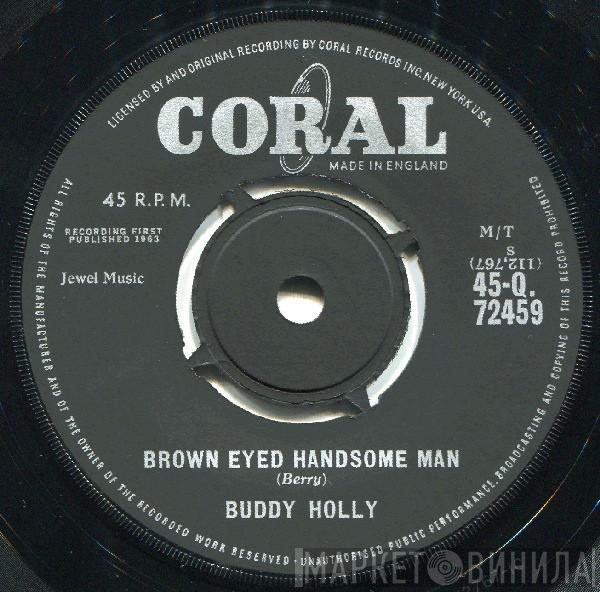 LICENSED BY AND ORIGINAL RECORDING BY CORAL RECORDS INC. NEW YORK U.S.A.
CORAL
MADE IN ENGLAND
45 R.P.M.
RECORDING FIRST
PUBLISHED 1963
Jewel Music
M/T
S
(112,767)
45-Q.
72459
BROWN EYED HANDSOME MAN
(Berry)
BUDDY HOLLY
ALL RIGHTS OF THE MANUFACTURER AND OF THE OWNER OF THE RECORDED WORK RESERVED - UNAUTHORISED PUBLIC PERFORMANCE, BROADCASTING AND COPYING OF THIS RECORD PROHIBITED
МАРКЕТ ВИНИЛА